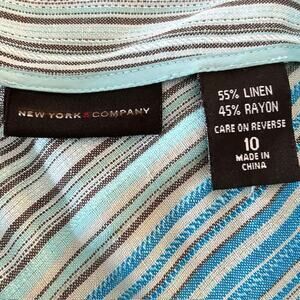 NEW YORK & COMPANY
55% LINEN
45% RAYON
CARE ON REVERSE
10
MADE IN
CHINA